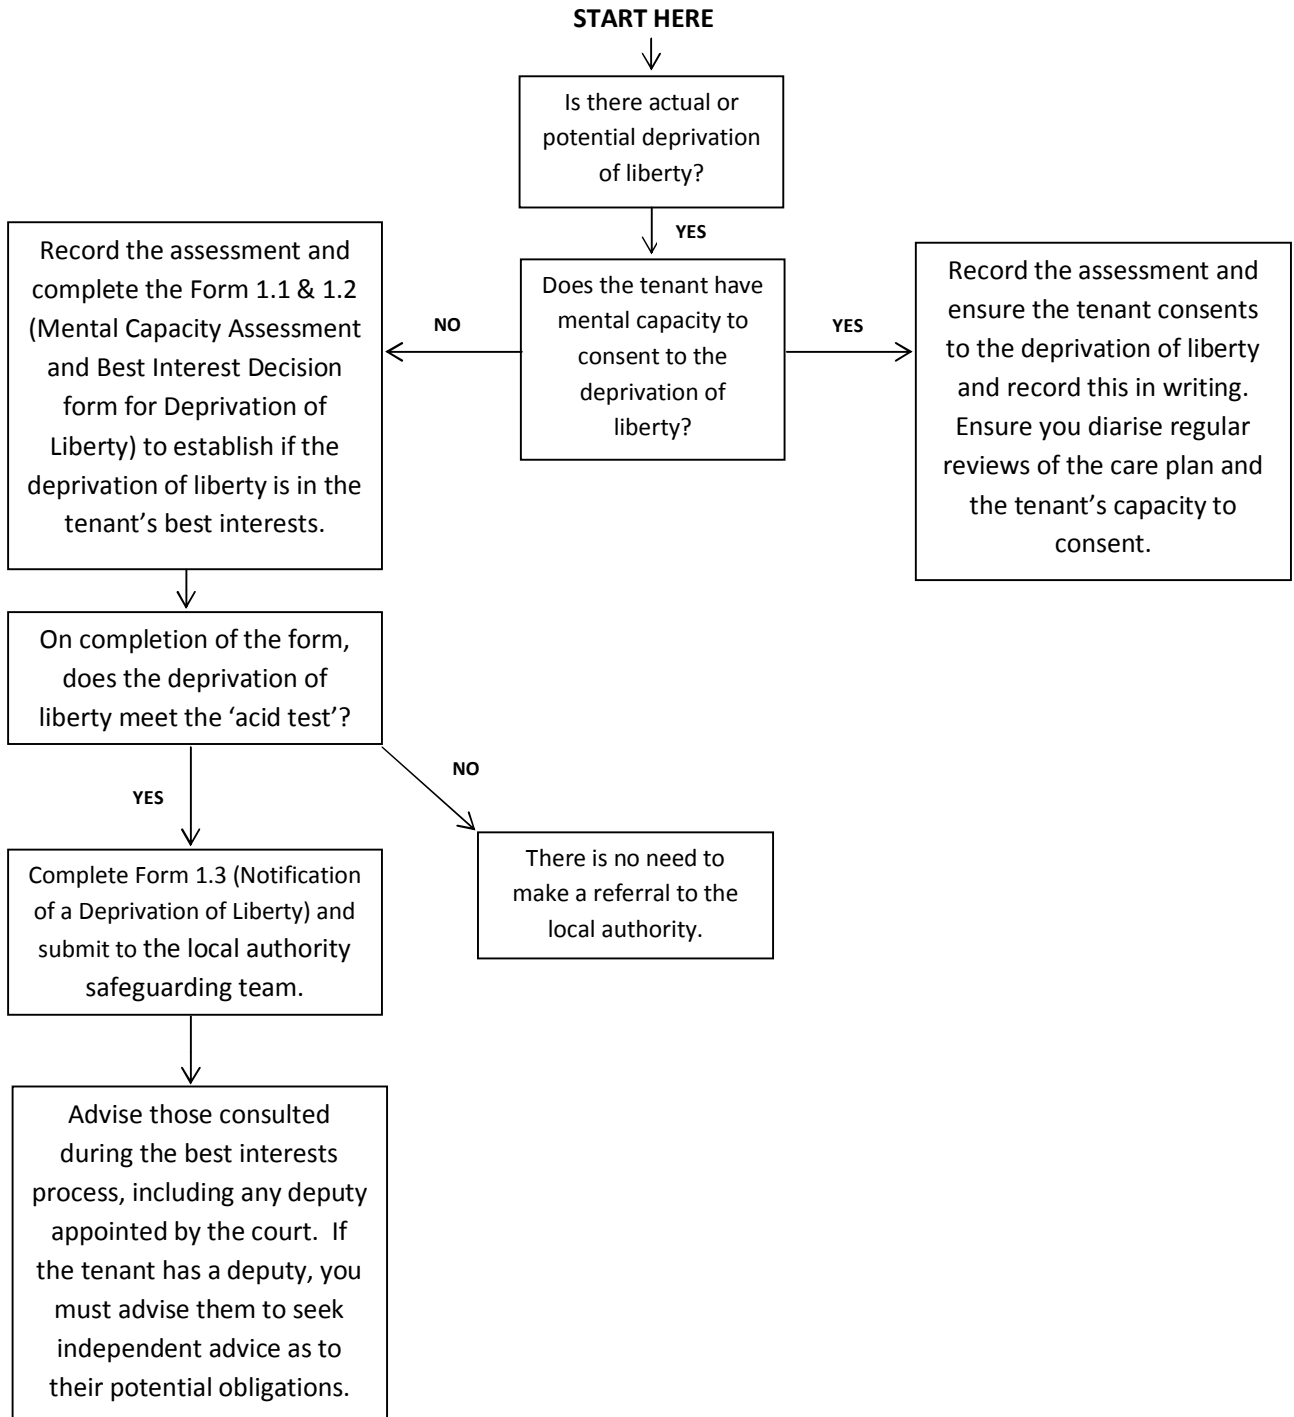 START HERE
Is there actual or
potential deprivation
of liberty?
YES
Does the tenant have
mental capacity to
consent to the
deprivation of
liberty?
NO
YES
Record the assessment and
complete the Form 1.1 & 1.2
(Mental Capacity Assessment
and Best Interest Decision
form for Deprivation of
Liberty) to establish if the
deprivation of liberty is in the
tenant’s best interests.
Record the assessment and
ensure the tenant consents
to the deprivation of liberty
and record this in writing.
Ensure you diarise regular
reviews of the care plan and
the tenant’s capacity to
consent.
On completion of the form,
does the deprivation of
liberty meet the ‘acid test’?
YES
NO
Complete Form 1.3 (Notification
of a Deprivation of Liberty) and
submit to the local authority
safeguarding team.
There is no need to
make a referral to the
local authority.
Advise those consulted
during the best interests
process, including any deputy
appointed by the court.  If
the tenant has a deputy, you
must advise them to seek
independent advice as to
their potential obligations.